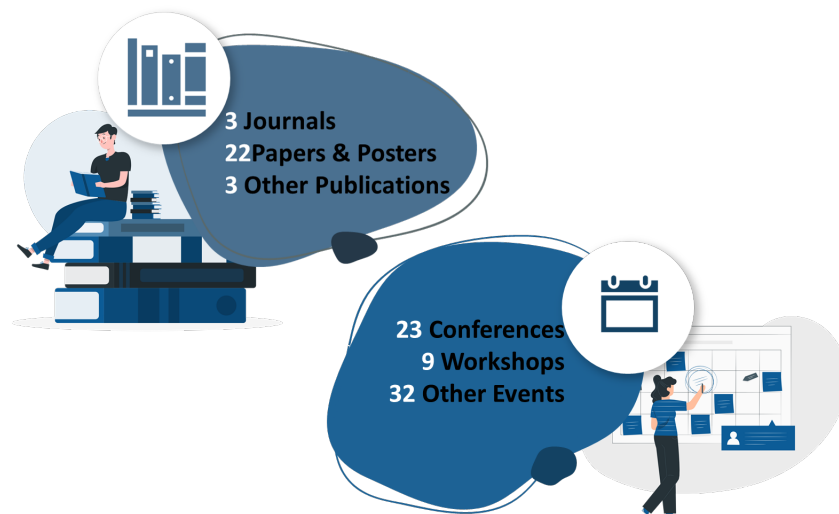 3 Journals
22Papers & Posters
3 Other Publications
23 Conferences
9 Workshops
32 Other Events